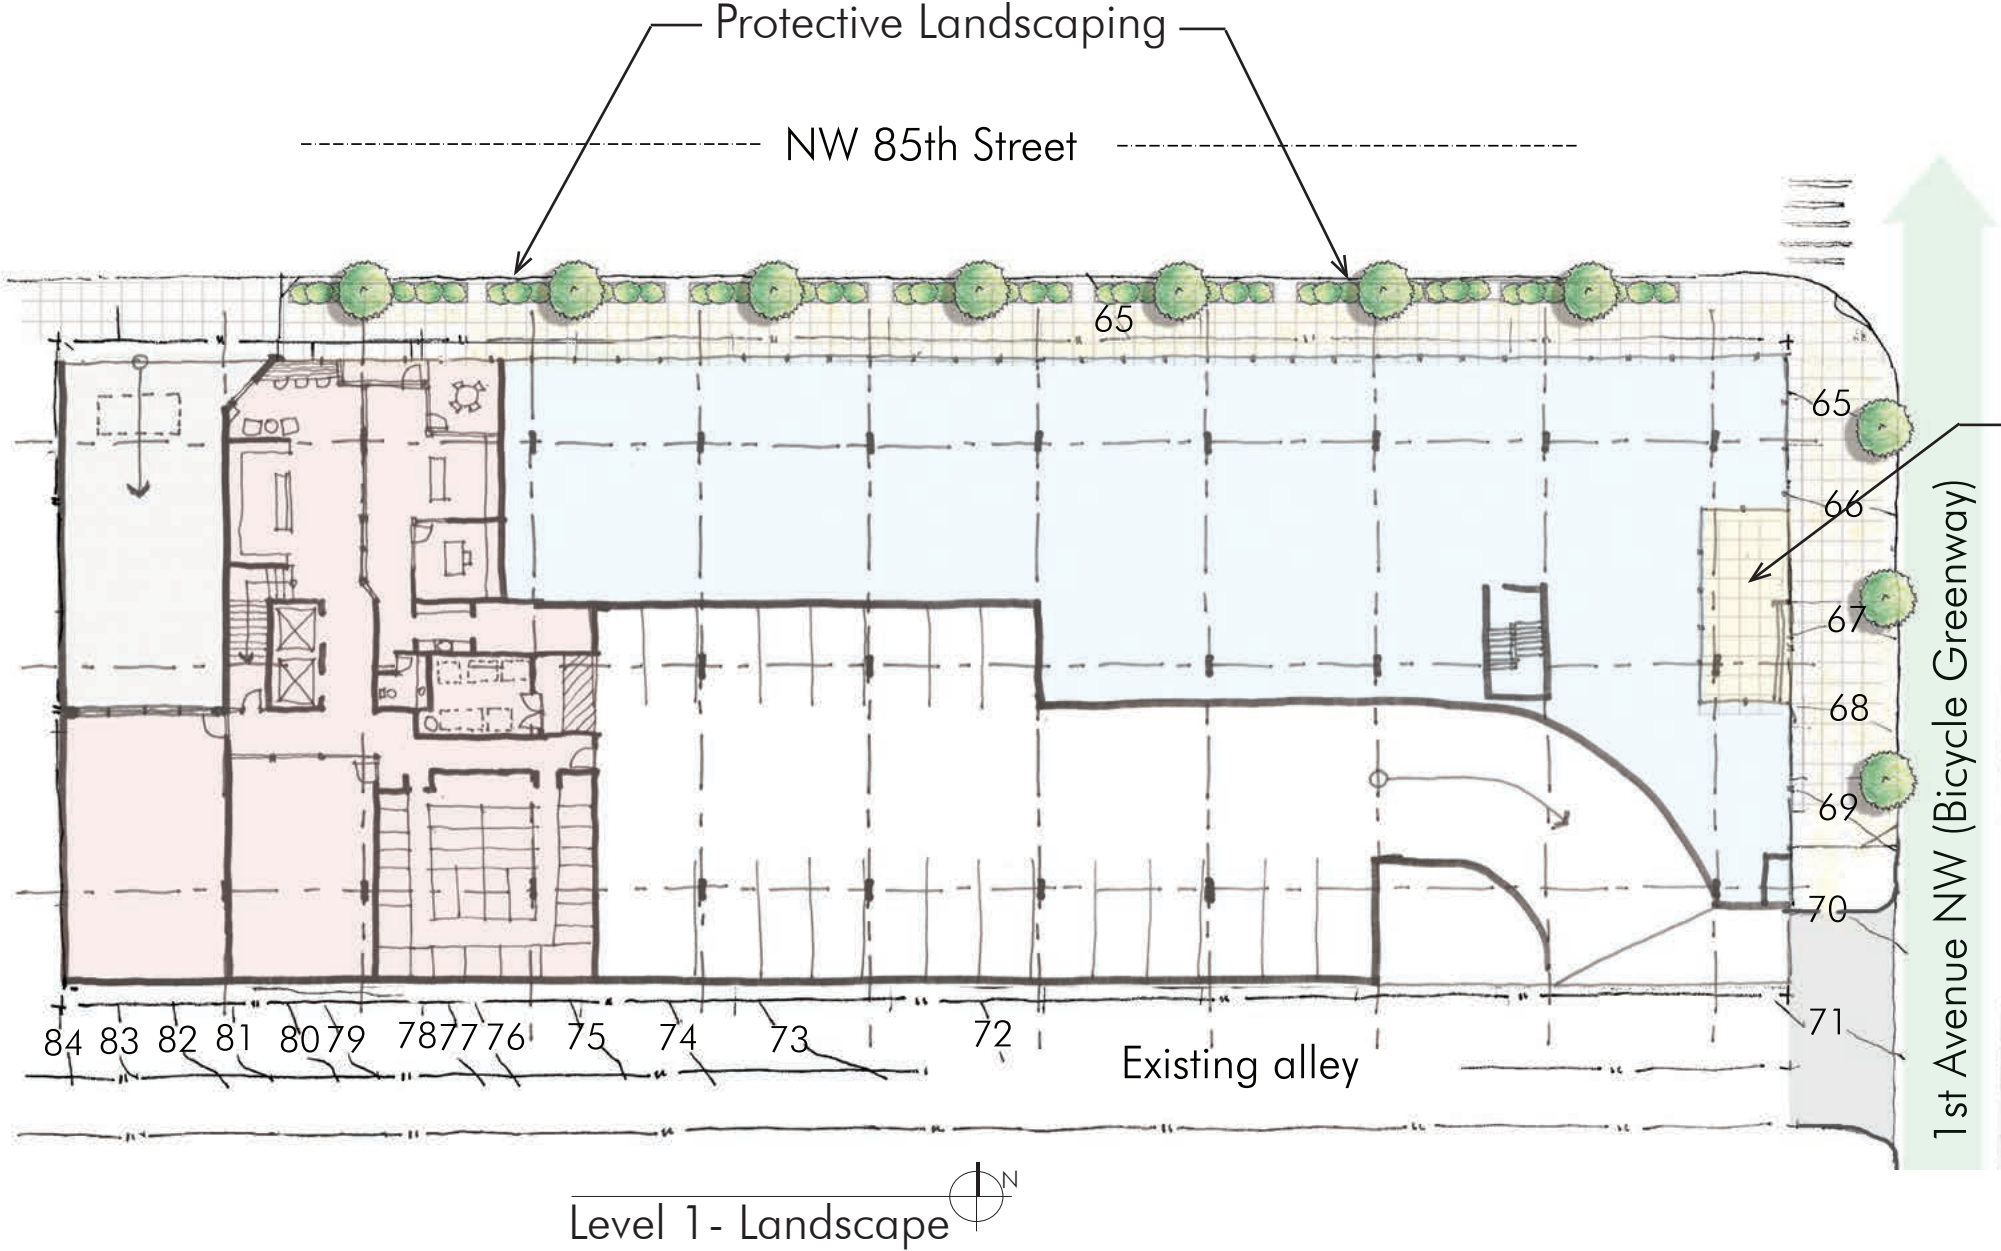 Protective Landscaping
NW 85th Street
65
65
66
67
68
69
70
71
1st Avenue NW (Bicycle Greenway)
84 83 82 81 80 79 78 77 76 75 74 73 72
Existing alley
N
Level 1- Landscape